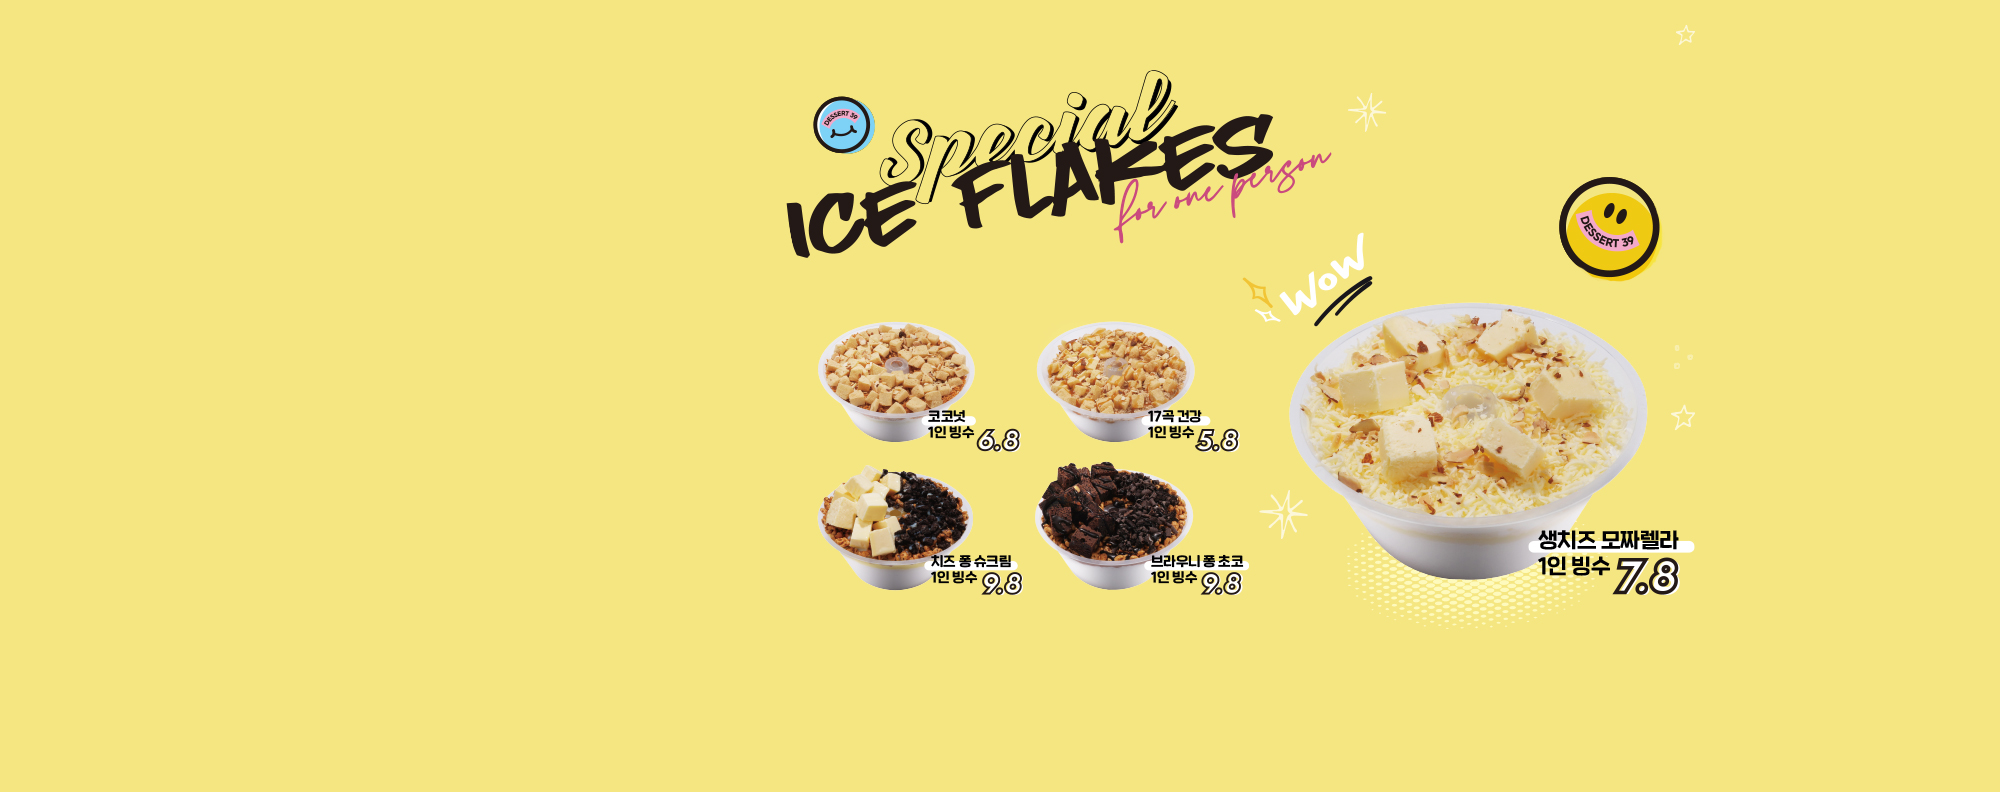 DESSERT 39
Special
ICE FLAKES
for one person
DESSERT 39
WOW
코코넛
1인 빙수 6.8
17곡 건강
1인 빙수 5.8
치즈 퐁 슈크림
1인 빙수 9.8
브라우니 퐁 초코
1인 빙수 9.8
생치즈 모짜렐라
1인 빙수 7.8